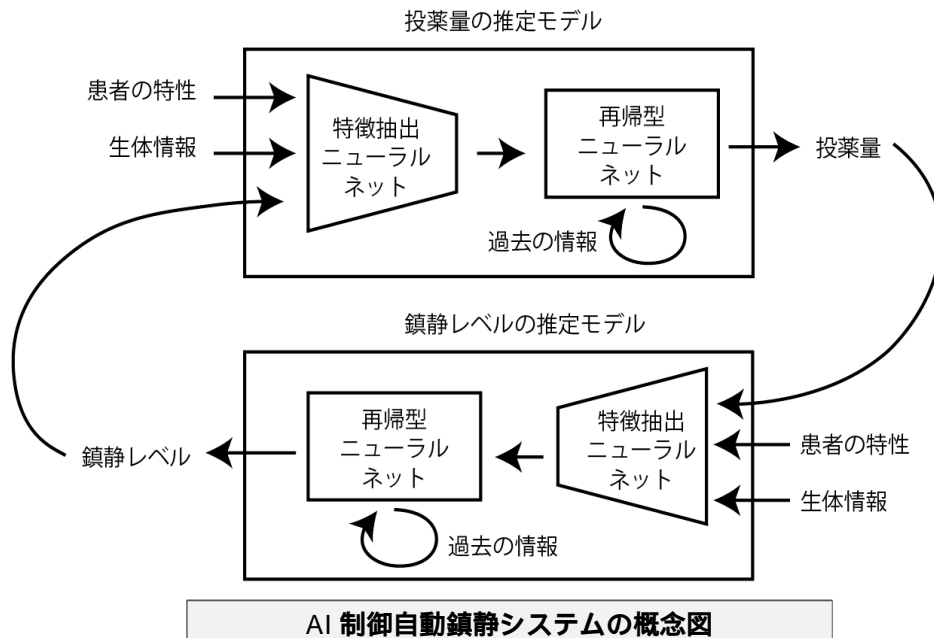 投薬量の推定モデル
患者の特性
生体情報
特徴抽出
ニューラル
ネット
再帰型
ニューラル
ネット
過去の情報
投薬量
鎮静レベルの推定モデル
鎮静レベル
再帰型
ニューラル
ネット
過去の情報
特徴抽出
ニューラル
ネット
患者の特性
生体情報
AI 制御自動鎮静システムの概念図